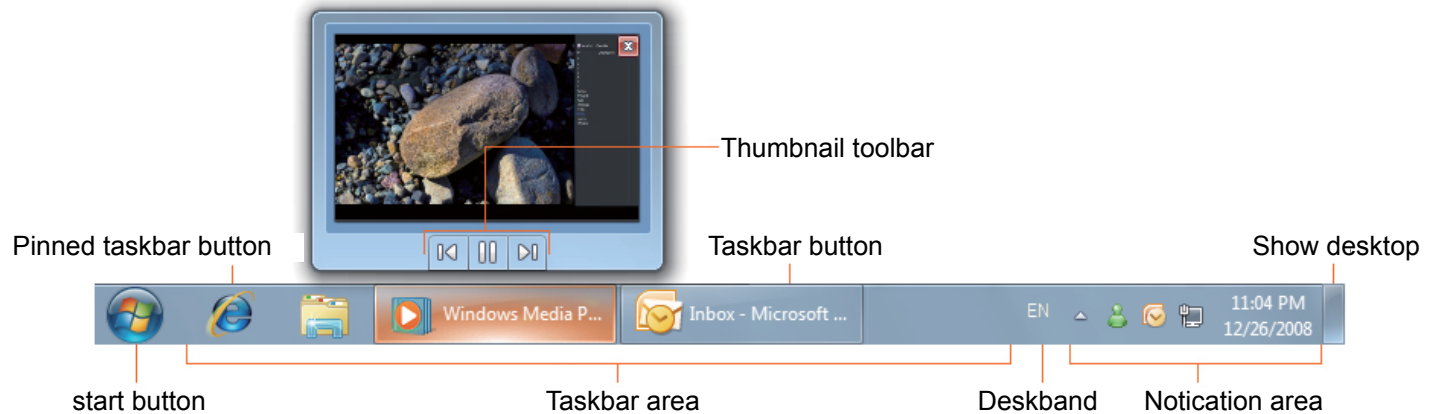 Thumbnail toolbar
Pinned taskbar button
Taskbar button
Show desktop
Windows Media P...
Inbox - Microsoft ...
EN
11:04 PM
12/26/2008
start button
Taskbar area
Deskband
Notication area